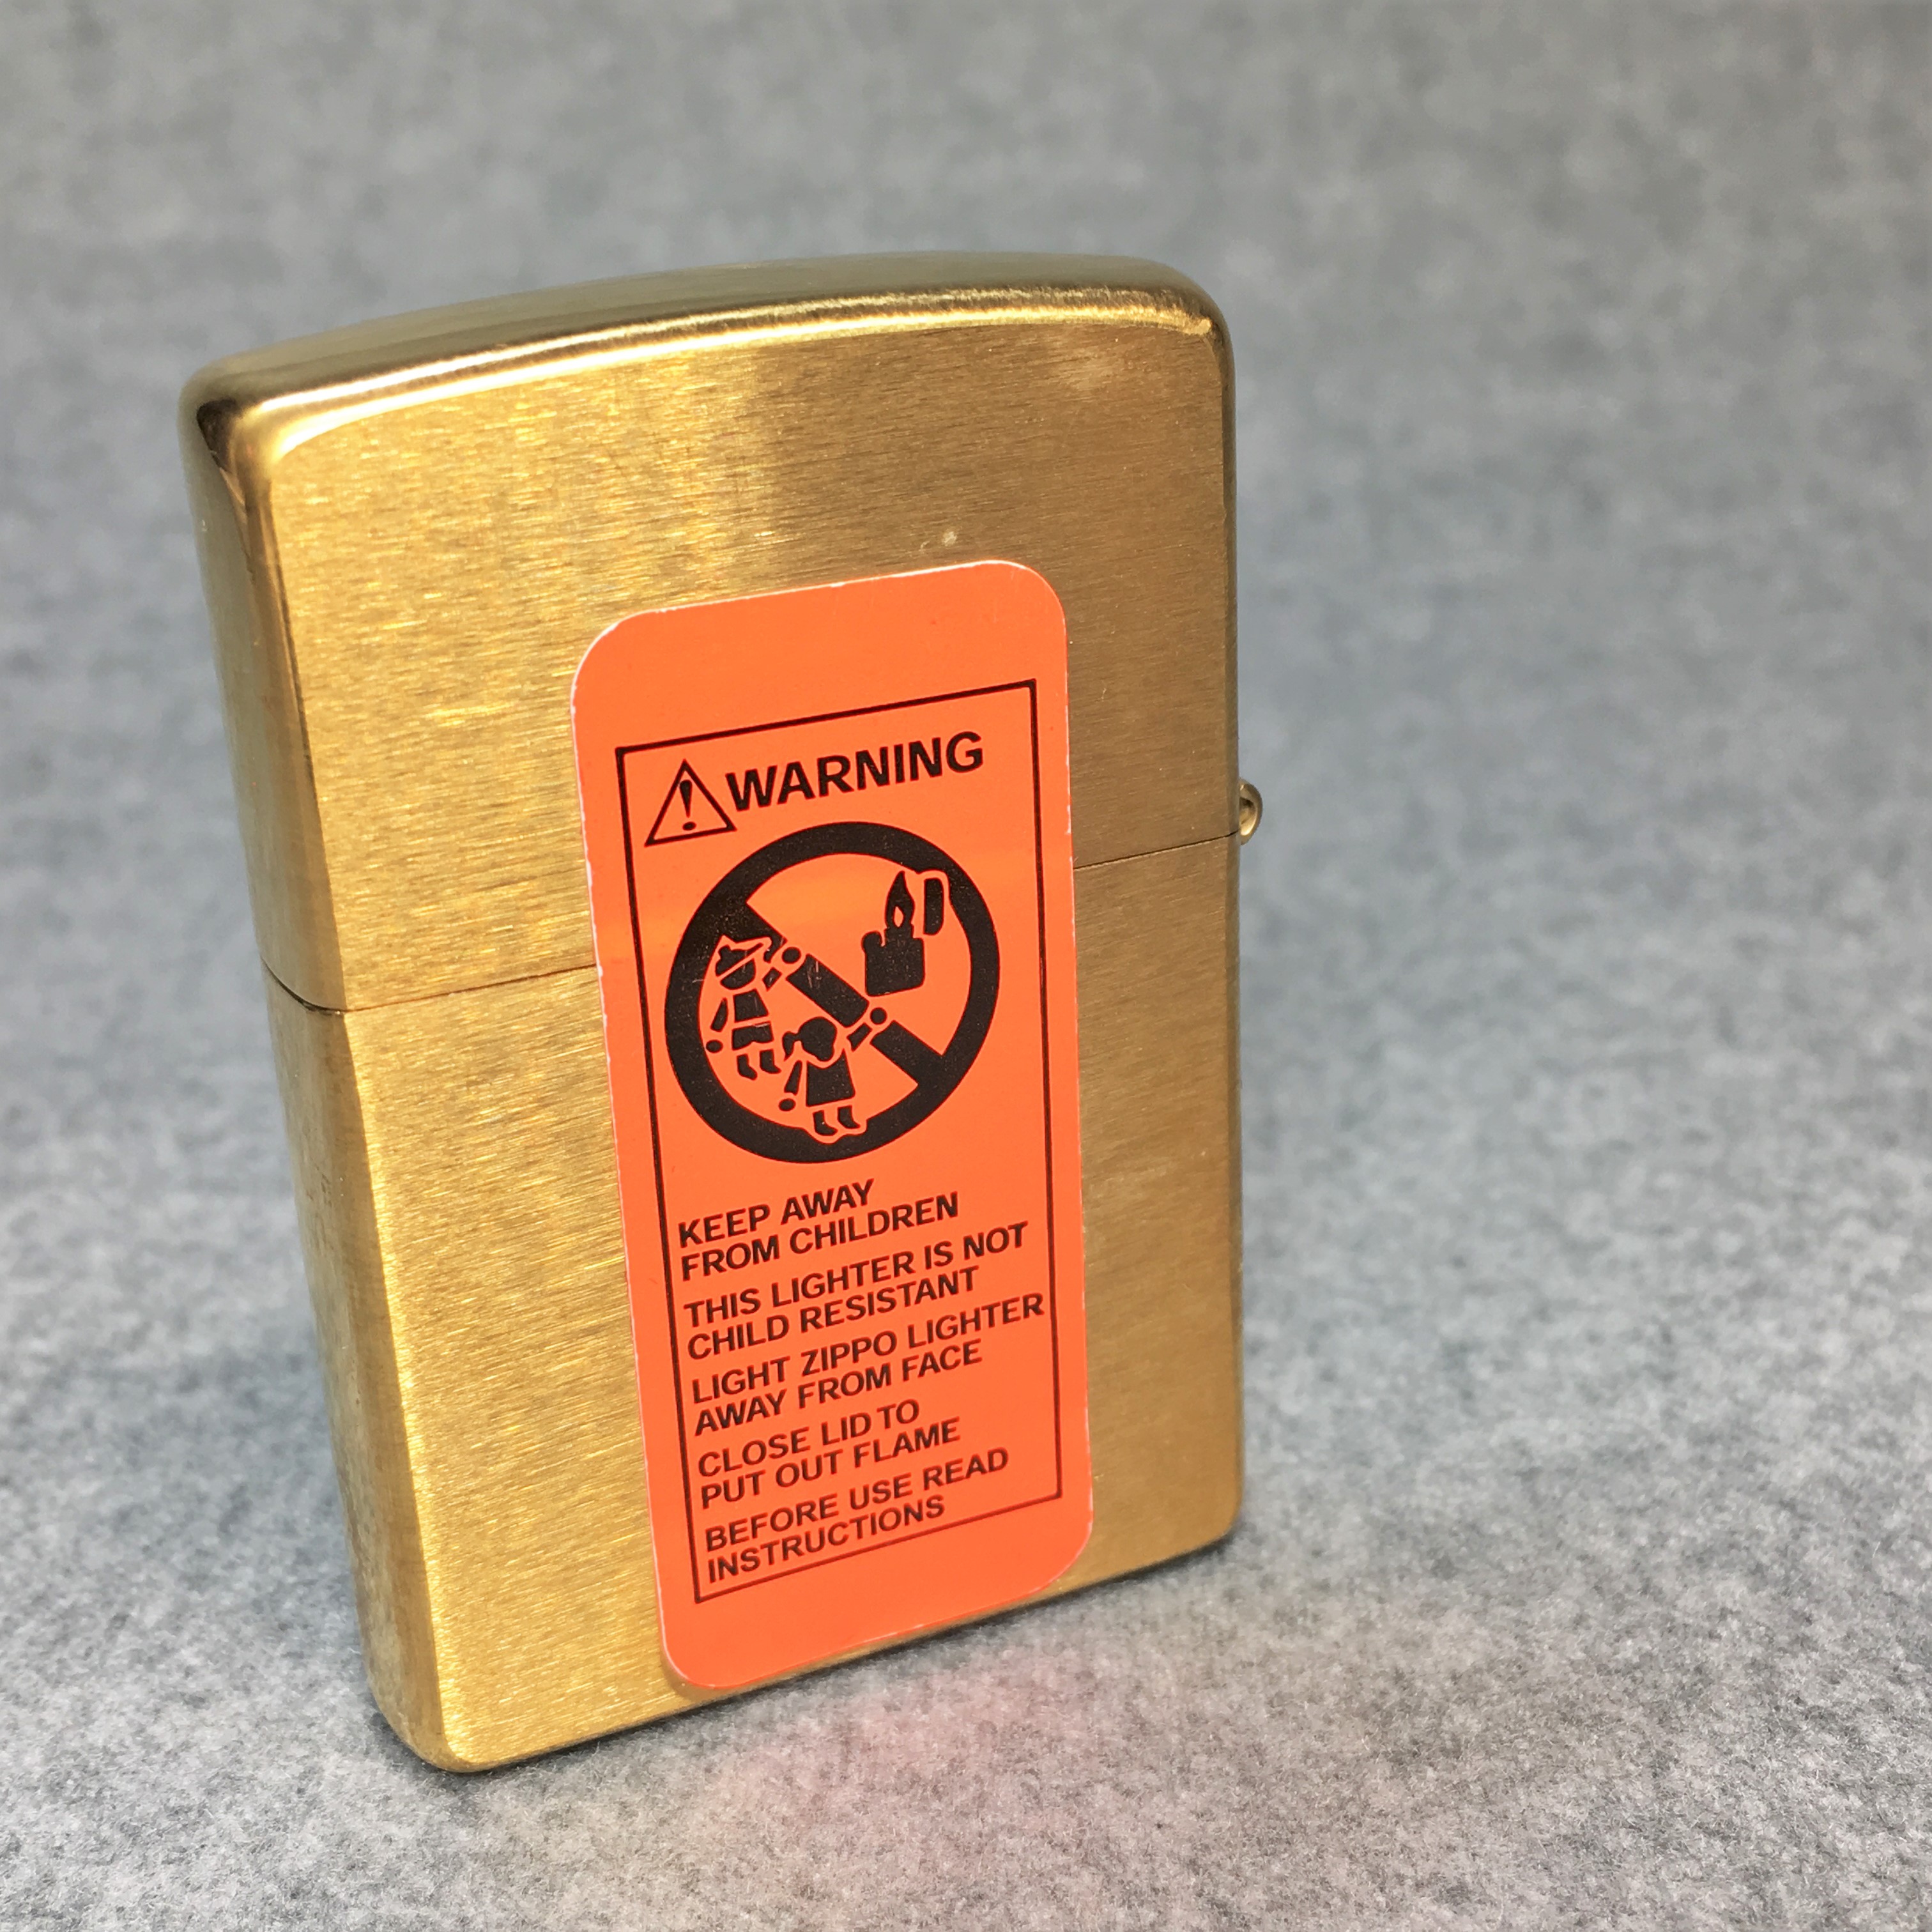 WARNING
KEEP AWAY
FROM CHILDREN
THIS LIGHTER IS NOT
CHILD RESISTANT
LIGHT ZIPPO LIGHTER
AWAY FROM FACE
CLOSE LID TO
PUT OUT FLAME
BEFORE USE READ
INSTRUCTIONS